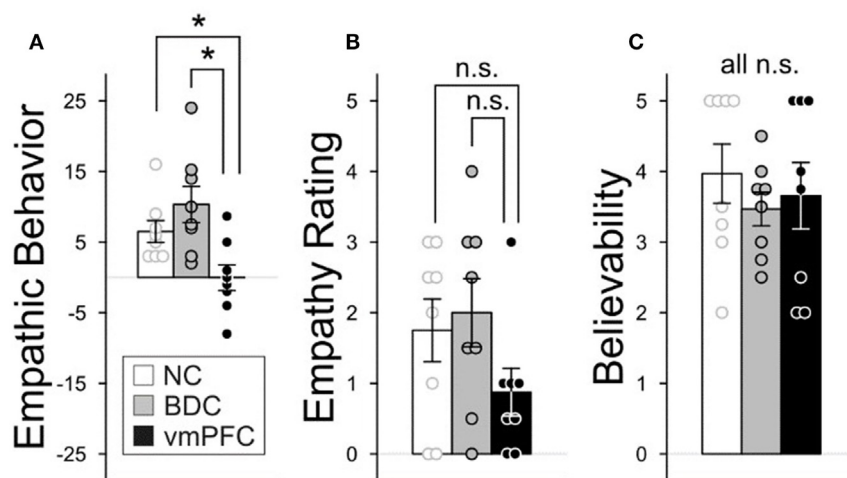 A
*
*
Empathic Behavior
25
15
5
-5
-15
-25
NC
BDC
vmPFC
B
n.s.
n.s.
Empathy Rating
5
4
3
2
1
0
C
all n.s.
Believability
5
4
3
2
1
0